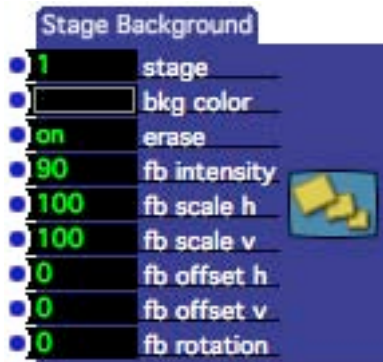 Stage Background
1 stage
bkg color
on erase
90 fb intensity
100 fb scale h
100 fb scale v
0 fb offset h
0 fb offset v
0 fb rotation